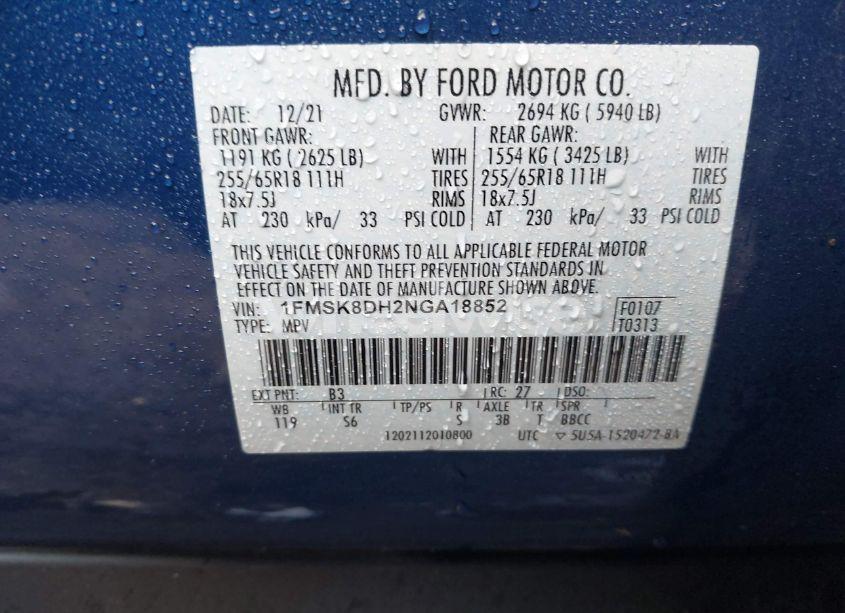 MFD. BY FORD MOTOR CO.
DATE: 12/21 GVWR: 2694 KG ( 5940 LB)
FRONT GAWR: REAR GAWR:
1191 KG ( 2625 LB) WITH 1554 KG ( 3425 LB) WITH
255/65R18 111H TIRES 255/65R18 111H TIRES
18x7.5J RIMS 18x7.5J RIMS
AT 230 kPa/ 33 PSI COLD AT 230 kPa/ 33 PSI COLD
THIS VEHICLE CONFORMS TO ALL APPLICABLE FEDERAL MOTOR
VEHICLE SAFETY AND THEFT PREVENTION STANDARDS IN
EFFECT ON THE DATE OF MANUFACTURE SHOWN ABOVE.
VIN: 1FMSK8DH2NGA18852 F0107
TYPE: MPV T0313
EXT PNT: B3 RC: 27 DSO:
WB INT TR TP/PS R AXLE TR SPR
119 S6 S 3B T BBCC
1202112010800 UTC ▽ 5U5A-1520472-BA